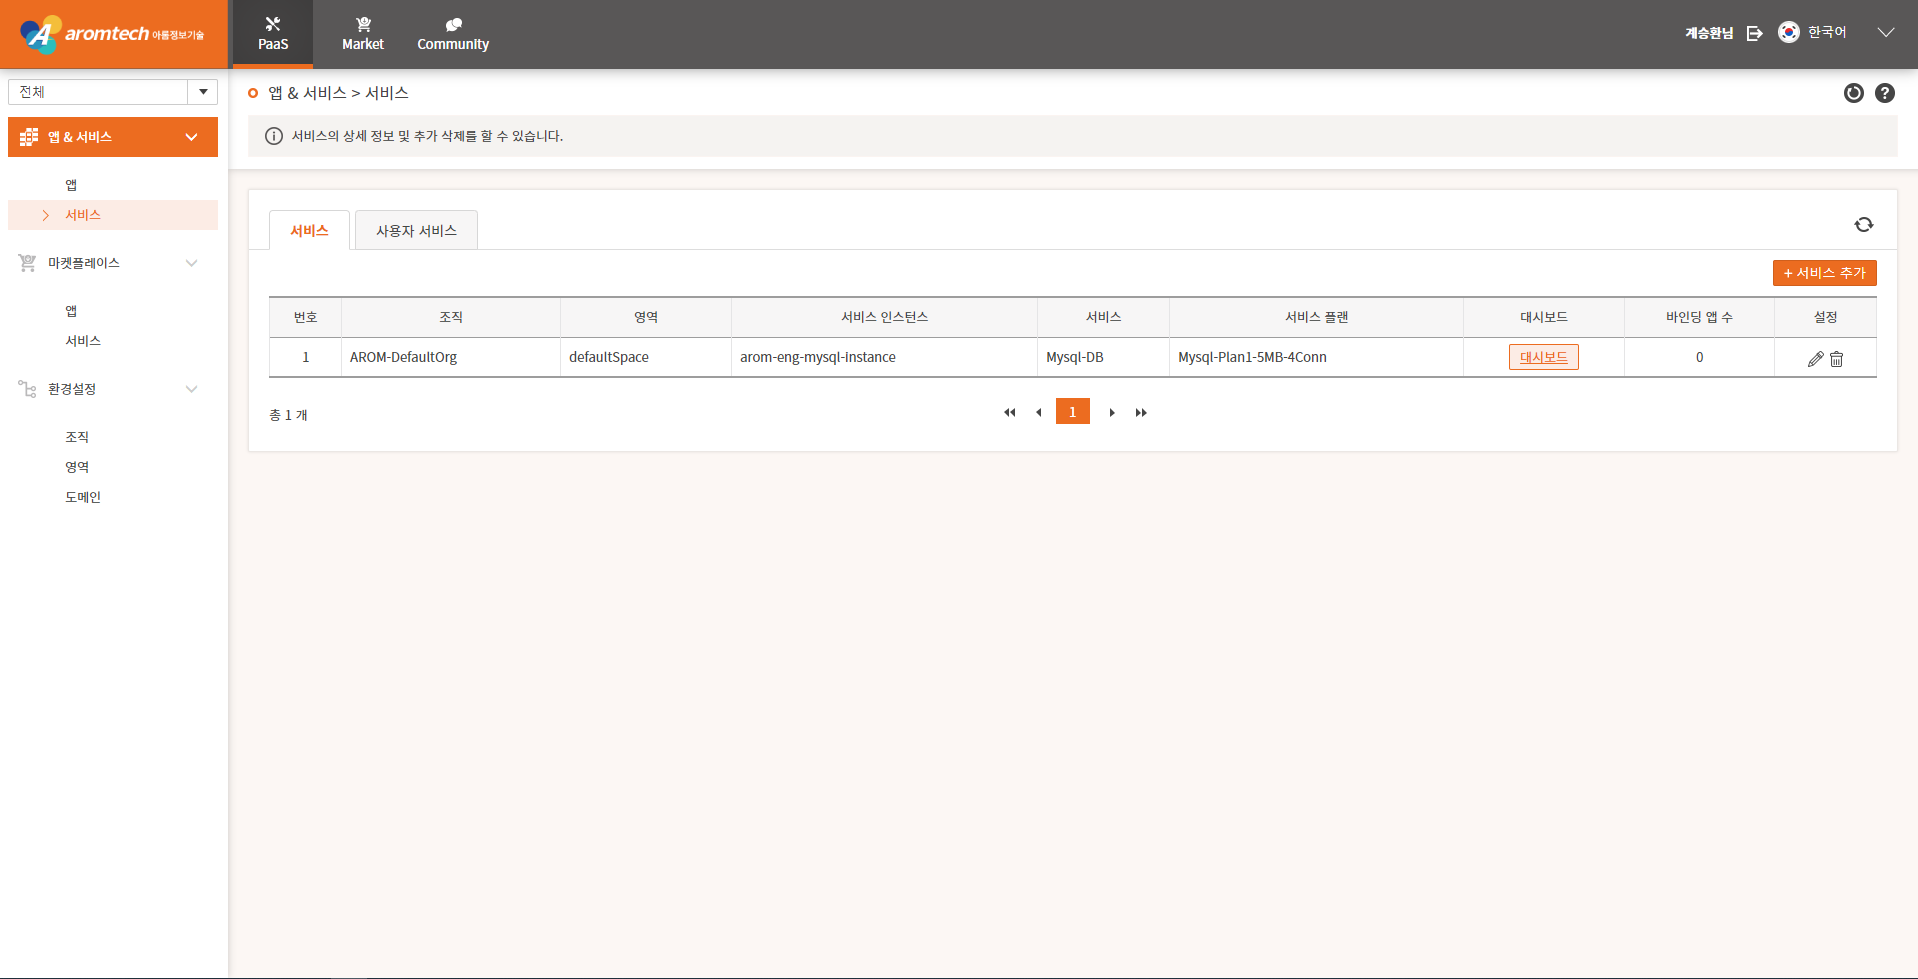 aromtech 아롬정보기술
PaaS
Market
Community
계승환님
한국어
전체
앱 & 서비스
앱
서비스
마켓플레이스
앱
서비스
환경설정
조직
영역
도메인
앱 & 서비스 > 서비스
서비스의 상세 정보 및 추가 삭제를 할 수 있습니다.
서비스 사용자 서비스
+ 서비스 추가
번호 조직 영역 서비스 인스턴스 서비스 서비스 플랜 대시보드 바인딩 앱 수 설정
1 AROM-DefaultOrg defaultSpace arom-eng-mysql-instance Mysql-DB Mysql-Plan1-5MB-4Conn 대시보드 0
총 1 개
1